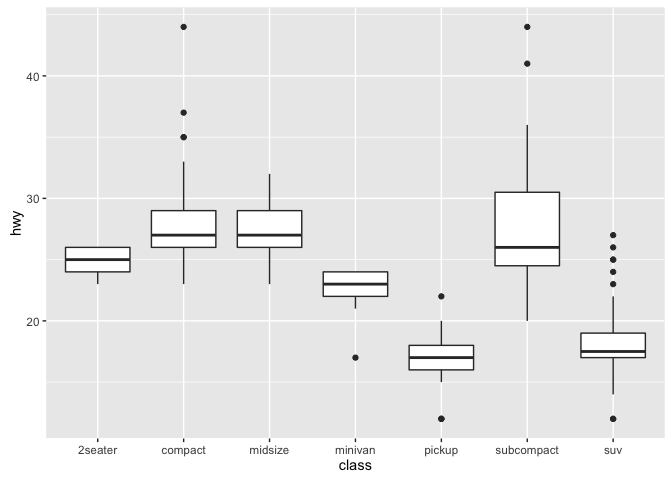 40
30
20
hwy
2seater compact midsize minivan pickup subcompact suv
class